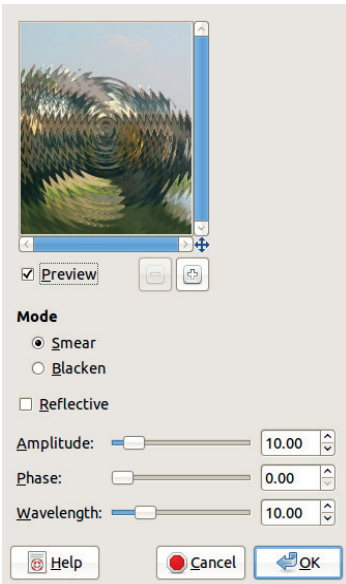 Preview
Mode
Smear
Blacken
Reflective
Amplitude: 10.00
Phase: 0.00
Wavelength: 10.00
Help Cancel OK